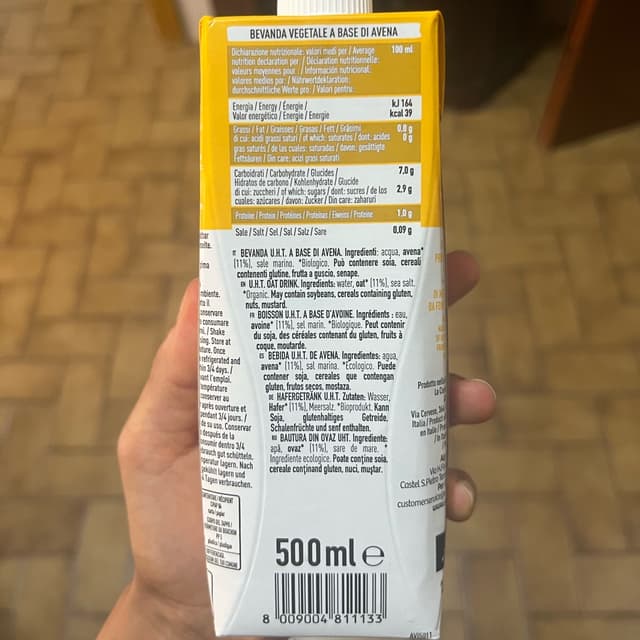 BEVANDA VEGETALE A BASE DI AVENA
Dichiarazione nutrizionale: valori medi per / Average 100 ml
nutrition declaration per / Déclaration nutritionnelle:
valeurs moyennes pour / Información nutricional:
valores medios por / Nährwertdeklaration:
durchschnittliche Werte pro / Valori pentru
Energia / Energy / Énergie / kJ 164
Valor energético / Energie / Energie kcal 39
Grassi / Fat / Graisses / Grasas / Fett / Grăsimi 0.8 g
di cui: acidi grassi saturi / of which: saturates / dont: acides 0 g
gras saturés / de las cuales: saturadas / davon: gesättigte
Fettsäuren / Din care: acizi grasi saturati
Carboidrati / Carbohydrate / Glucides / 7,0 g
Hidratos de carbono / Kohlenhydrate / Glucide
di cui: zuccheri / of which: sugars / dont: sucres / de los 2,9 g
cuales: azúcares / davon: Zucker / Din care: zaharuri
Proteine / Protein / Protéines / Proteínas / Eiweiss / Proteine 1,0 g
Sale / Salt / Sel / Sal / Salz / Sare 0,09 g
IT BEVANDA U.H.T. A BASE DI AVENA. Ingredienti: acqua, avena*
(11%), sale marino. *Biologico. Può contenere soia, cereali
contenenti glutine, frutta a guscio, senape.
EN U.H.T. OAT DRINK. Ingredients: water, oat* (11%), sea salt.
*Organic. May contain soybeans, cereals containing gluten,
nuts, mustard.
FR BOISSON U.H.T. À BASE D'AVOINE. Ingrédients : eau,
avoine* (11%), sel marin. *Biologique. Peut contenir
du soja, des céréales contenant du gluten, fruits à
coque, moutarde.
ES BEBIDA U.H.T. DE AVENA. Ingredientes: agua,
avena* (11%), sal marina. *Ecológico. Puede
contener soja, cereales que contengan
gluten, frutos secos, mostaza.
DE HAFERGETRÄNK U.H.T. Zutaten: Wasser,
Hafer* (11%), Meersalz. *Bioprodukt. Kann
Soja, glutenhaltiges Getreide,
Schalenfrüchte und senf enthalten.
RO BAUTURA DIN OVAZ UHT. Ingrediente:
apă, ovaz* (11%), sare de mare. *
Ingrediente ecologice. Poate conține soia,
cereale conținand gluten, nuci, muștar.
500ml e
8 009004 811133
AV05011